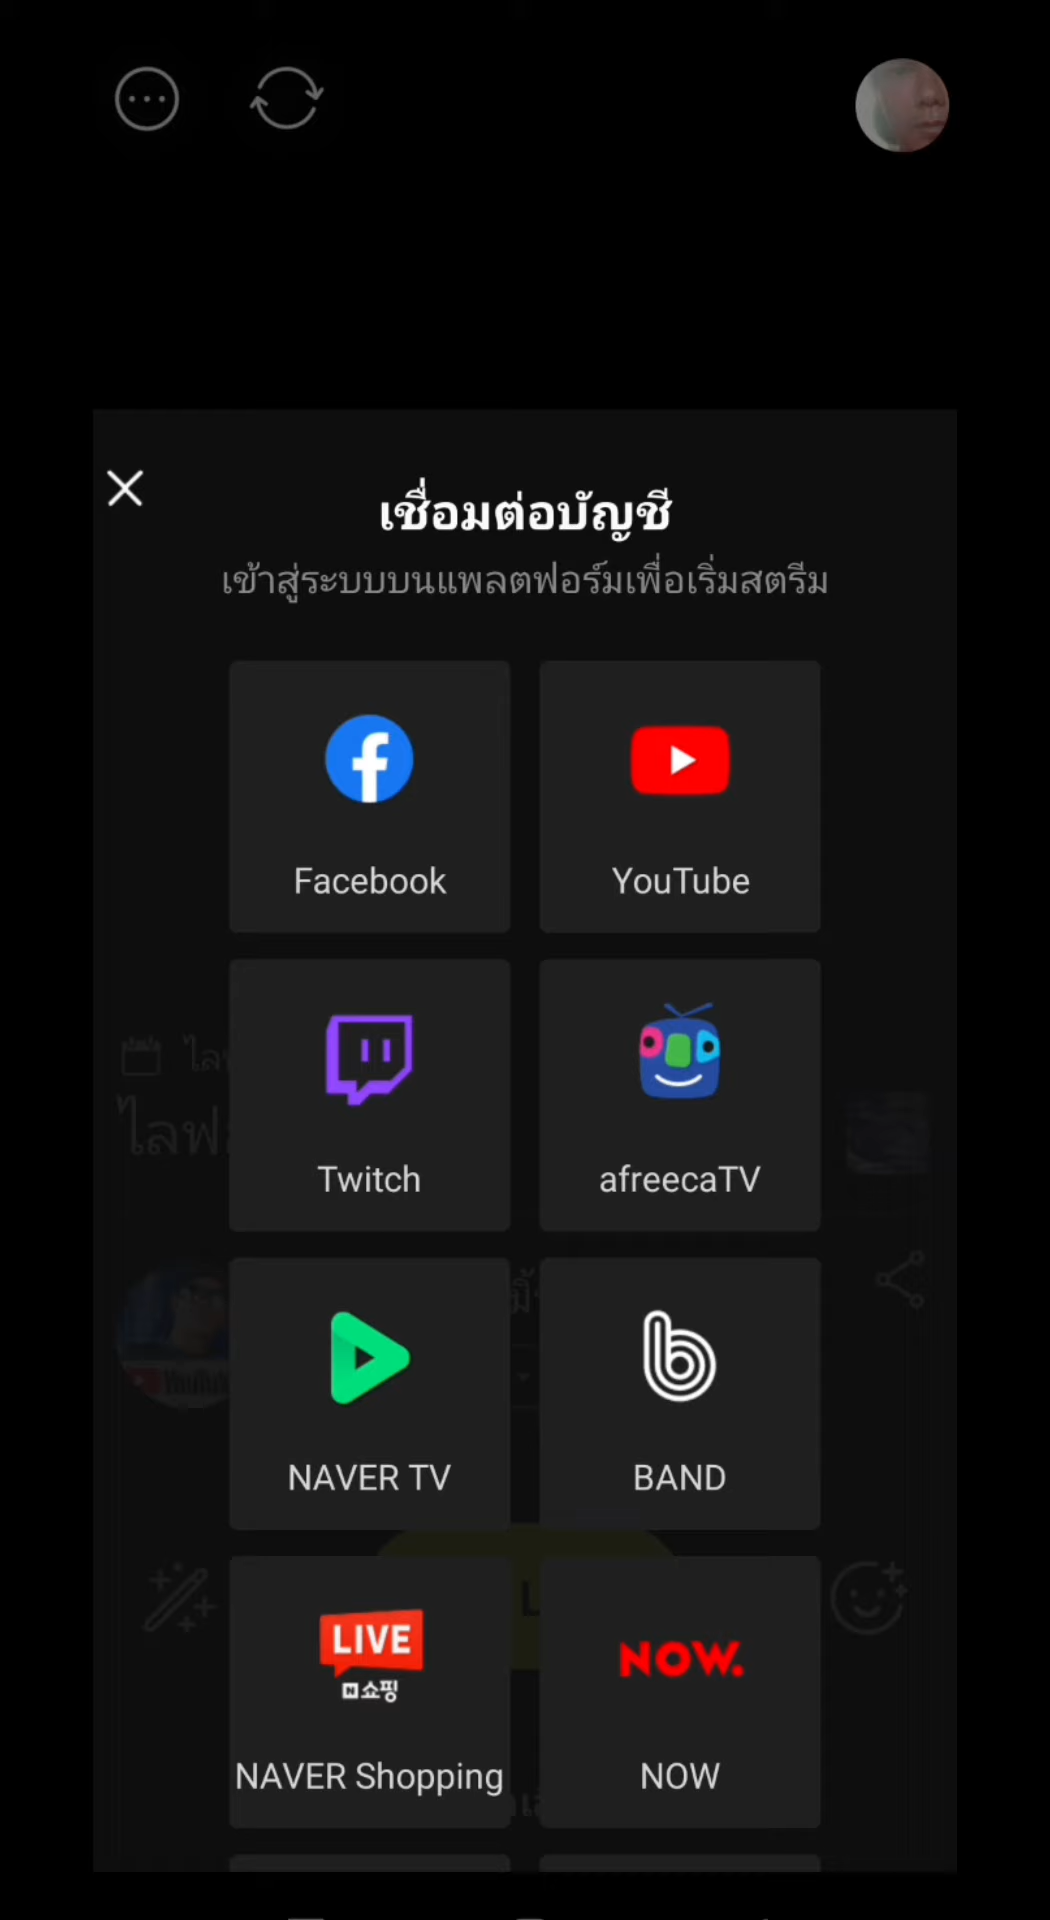 เชื่อมต่อบัญชี
เข้าสู่ระบบบนแพลตฟอร์มเพื่อเริ่มสตรีม
Facebook
YouTube
Twitch
afreecaTV
NAVER TV
BAND
LIVE
N쇼핑
NOW.
NAVER Shopping
NOW